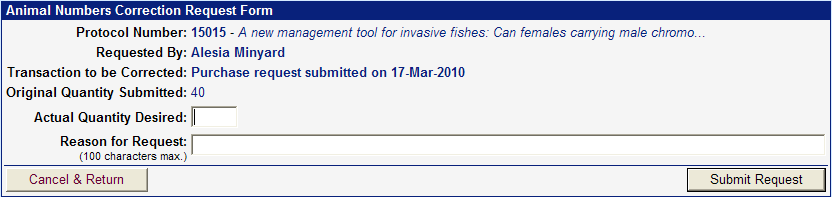 Animal Numbers Correction Request Form
Protocol Number: 15015 - A new management tool for invasive fishes: Can females carrying male chromo...
Requested By: Alesia Minyard
Transaction to be Corrected: Purchase request submitted on 17-Mar-2010
Original Quantity Submitted: 40
Actual Quantity Desired:
Reason for Request:
(100 characters max.)
Cancel & Return Submit Request